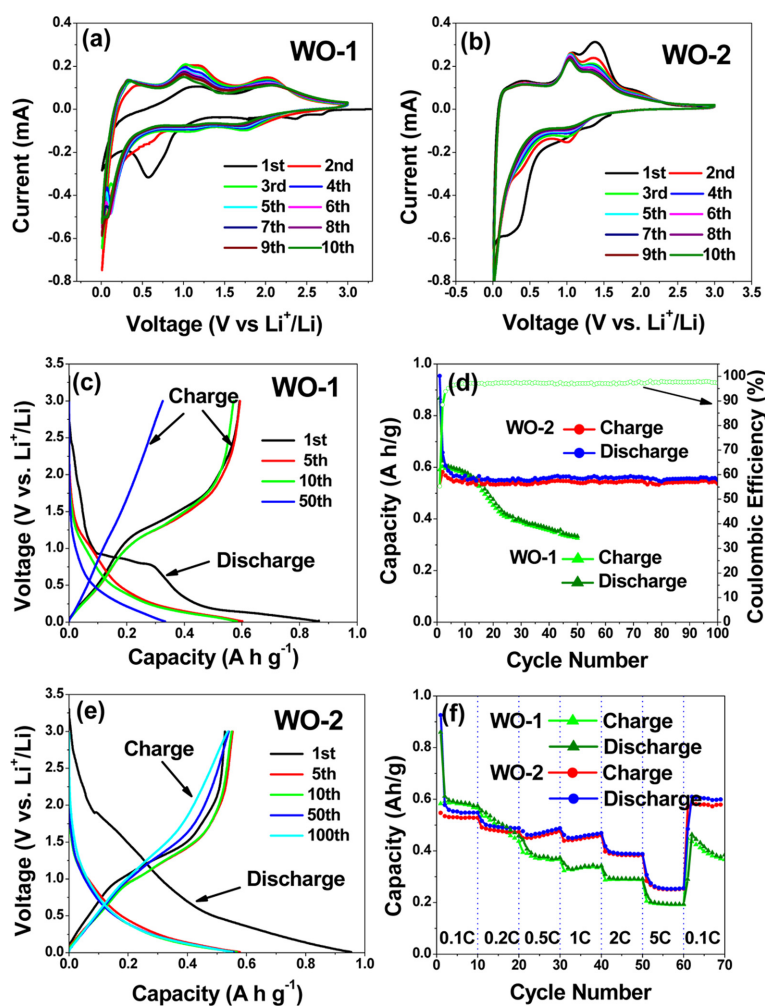 (a) WO-1
Current (mA)
0.4
0.2
0.0
-0.2
-0.4
-0.6
-0.8
1st 2nd
3rd 4th
5th 6th
7th 8th
9th 10th
0.0 0.5 1.0 1.5 2.0 2.5 3.0
Voltage (V vs Li⁺/Li)
(b) WO-2
Current (mA)
0.4
0.2
0.0
-0.2
-0.4
-0.6
-0.8
1st 2nd
3rd 4th
5th 6th
7th 8th
9th 10th
-0.5 0.0 0.5 1.0 1.5 2.0 2.5 3.0 3.5
Voltage (V vs. Li⁺/Li)
(c) WO-1
Voltage (V vs. Li⁺/Li)
3.5
3.0
2.5
2.0
1.5
1.0
0.5
0.0
Charge
1st
5th
10th
50th
Discharge
0.0 0.2 0.4 0.6 0.8 1.0
Capacity (A h g⁻¹)
(d)
Capacity (A h/g)
1.0
0.8
0.6
0.4
0.2
0.0
WO-2 Charge
Discharge
WO-1
Charge
Discharge
100
90
80
70
60
50
40
30
20
10
0
Coulombic Efficiency (%)
0 10 20 30 40 50 60 70 80 90 100
Cycle Number
(e) WO-2
Voltage (V vs. Li⁺/Li)
3.5
3.0
2.5
2.0
1.5
1.0
0.5
0.0
Charge
1st
5th
10th
50th
100th
Discharge
0.0 0.2 0.4 0.6 0.8 1.0
Capacity (A h g⁻¹)
(f)
Capacity (Ah/g)
1.0
0.8
0.6
0.4
0.2
0.0
WO-1 Charge
Discharge
WO-2 Charge
Discharge
0.1C 0.2C 0.5C 1C 2C 5C 0.1C
0 10 20 30 40 50 60 70
Cycle Number